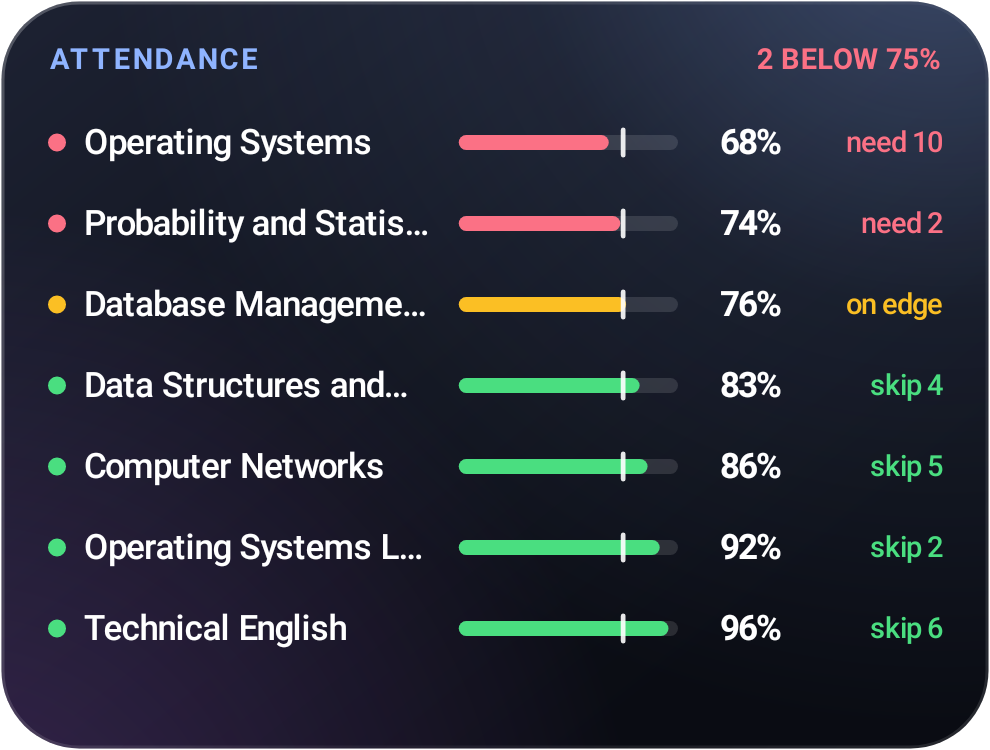 ATTENDANCE 2 BELOW 75%
Operating Systems 68% need 10
Probability and Statis... 74% need 2
Database Manageme... 76% on edge
Data Structures and... 83% skip 4
Computer Networks 86% skip 5
Operating Systems L... 92% skip 2
Technical English 96% skip 6